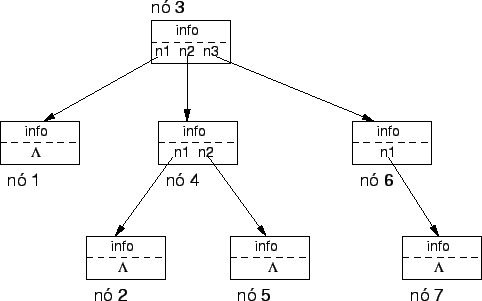 nó 3
info
n1 n2 n3
info
Λ
nó 1
info
n1 n2
nó 4
info
n1
nó 6
info
Λ
nó 2
info
Λ
nó 5
info
Λ
nó 7